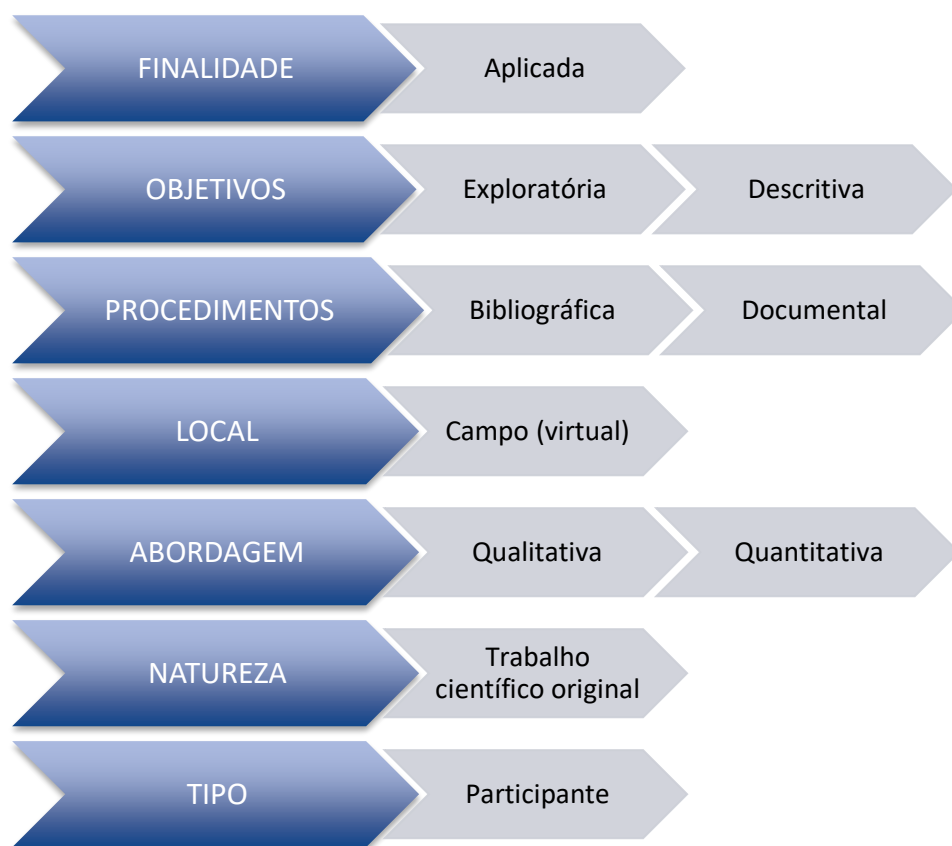 FINALIDADE
Aplicada
OBJETIVOS
Exploratória
Descritiva
PROCEDIMENTOS
Bibliográfica
Documental
LOCAL
Campo (virtual)
ABORDAGEM
Qualitativa
Quantitativa
NATUREZA
Trabalho
científico original
TIPO
Participante